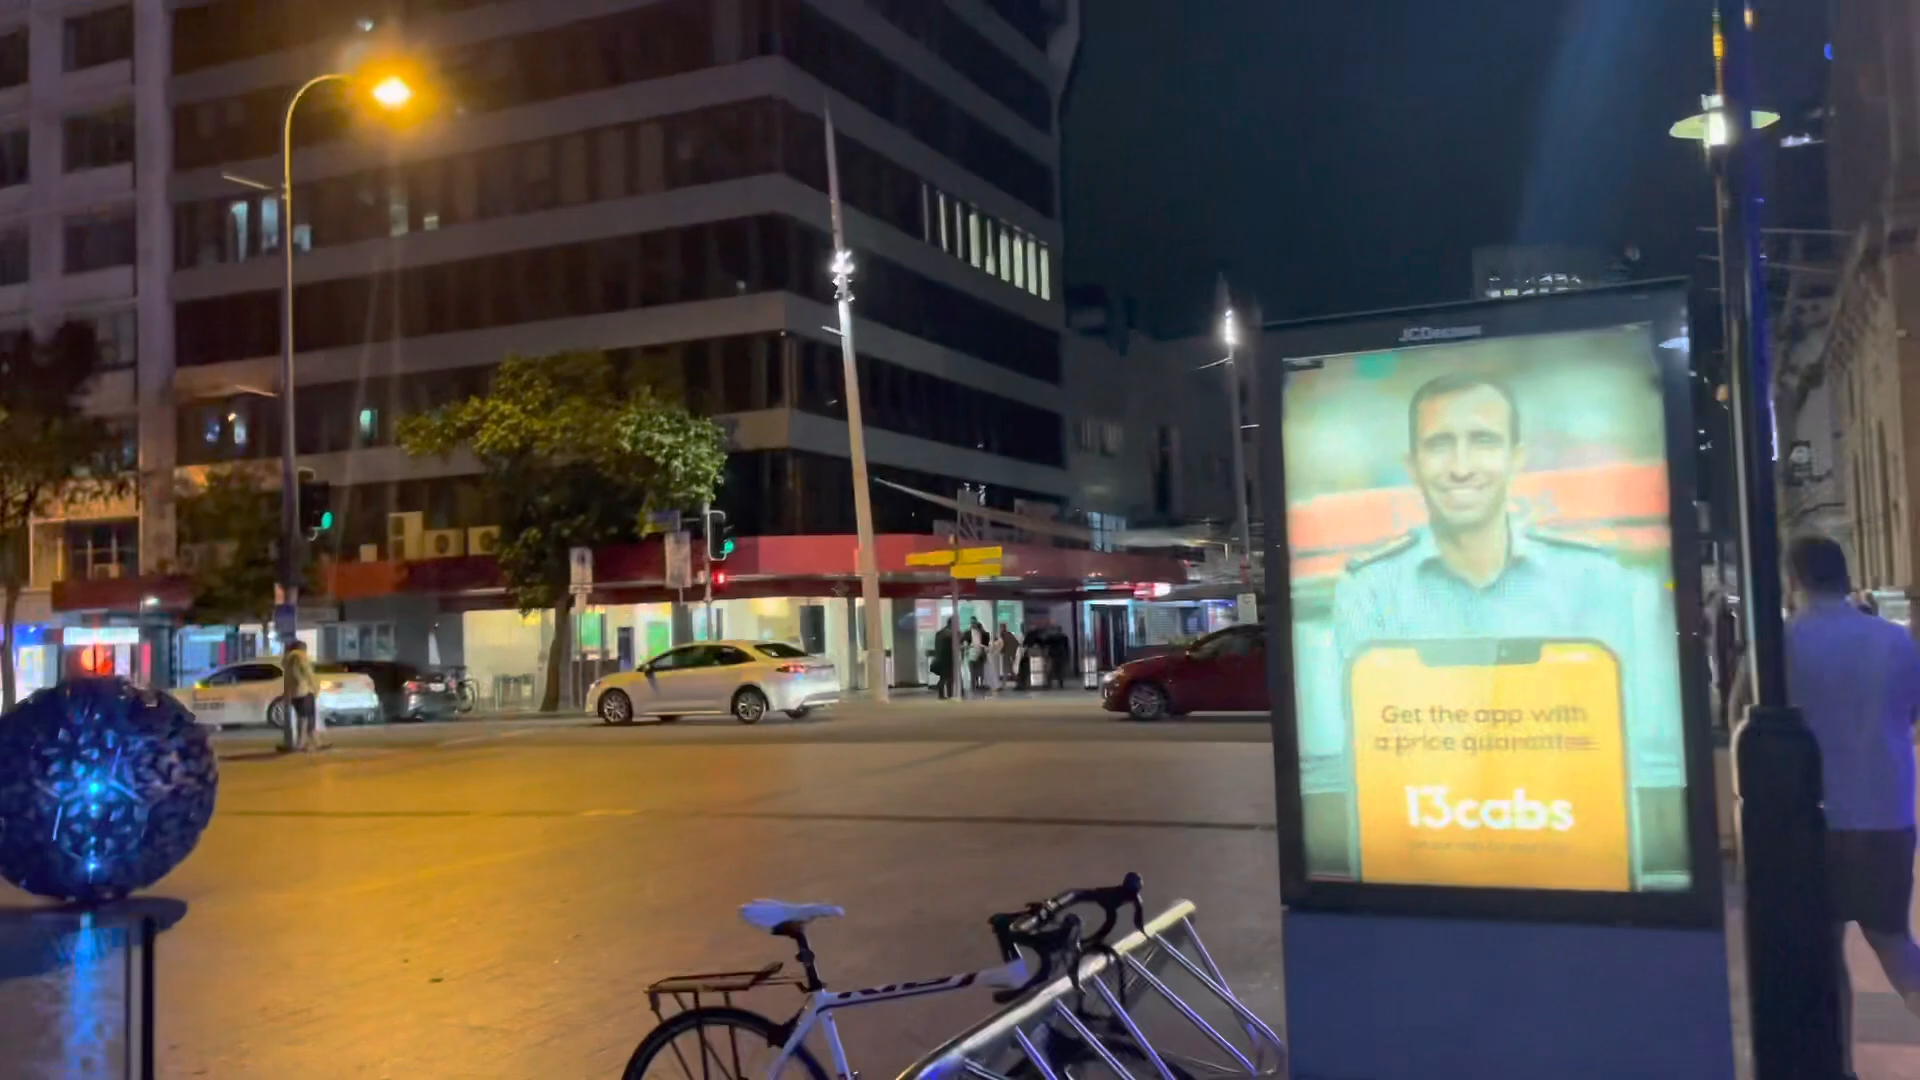 JCDecaux
Get the app with
a price guarantee
13cabs